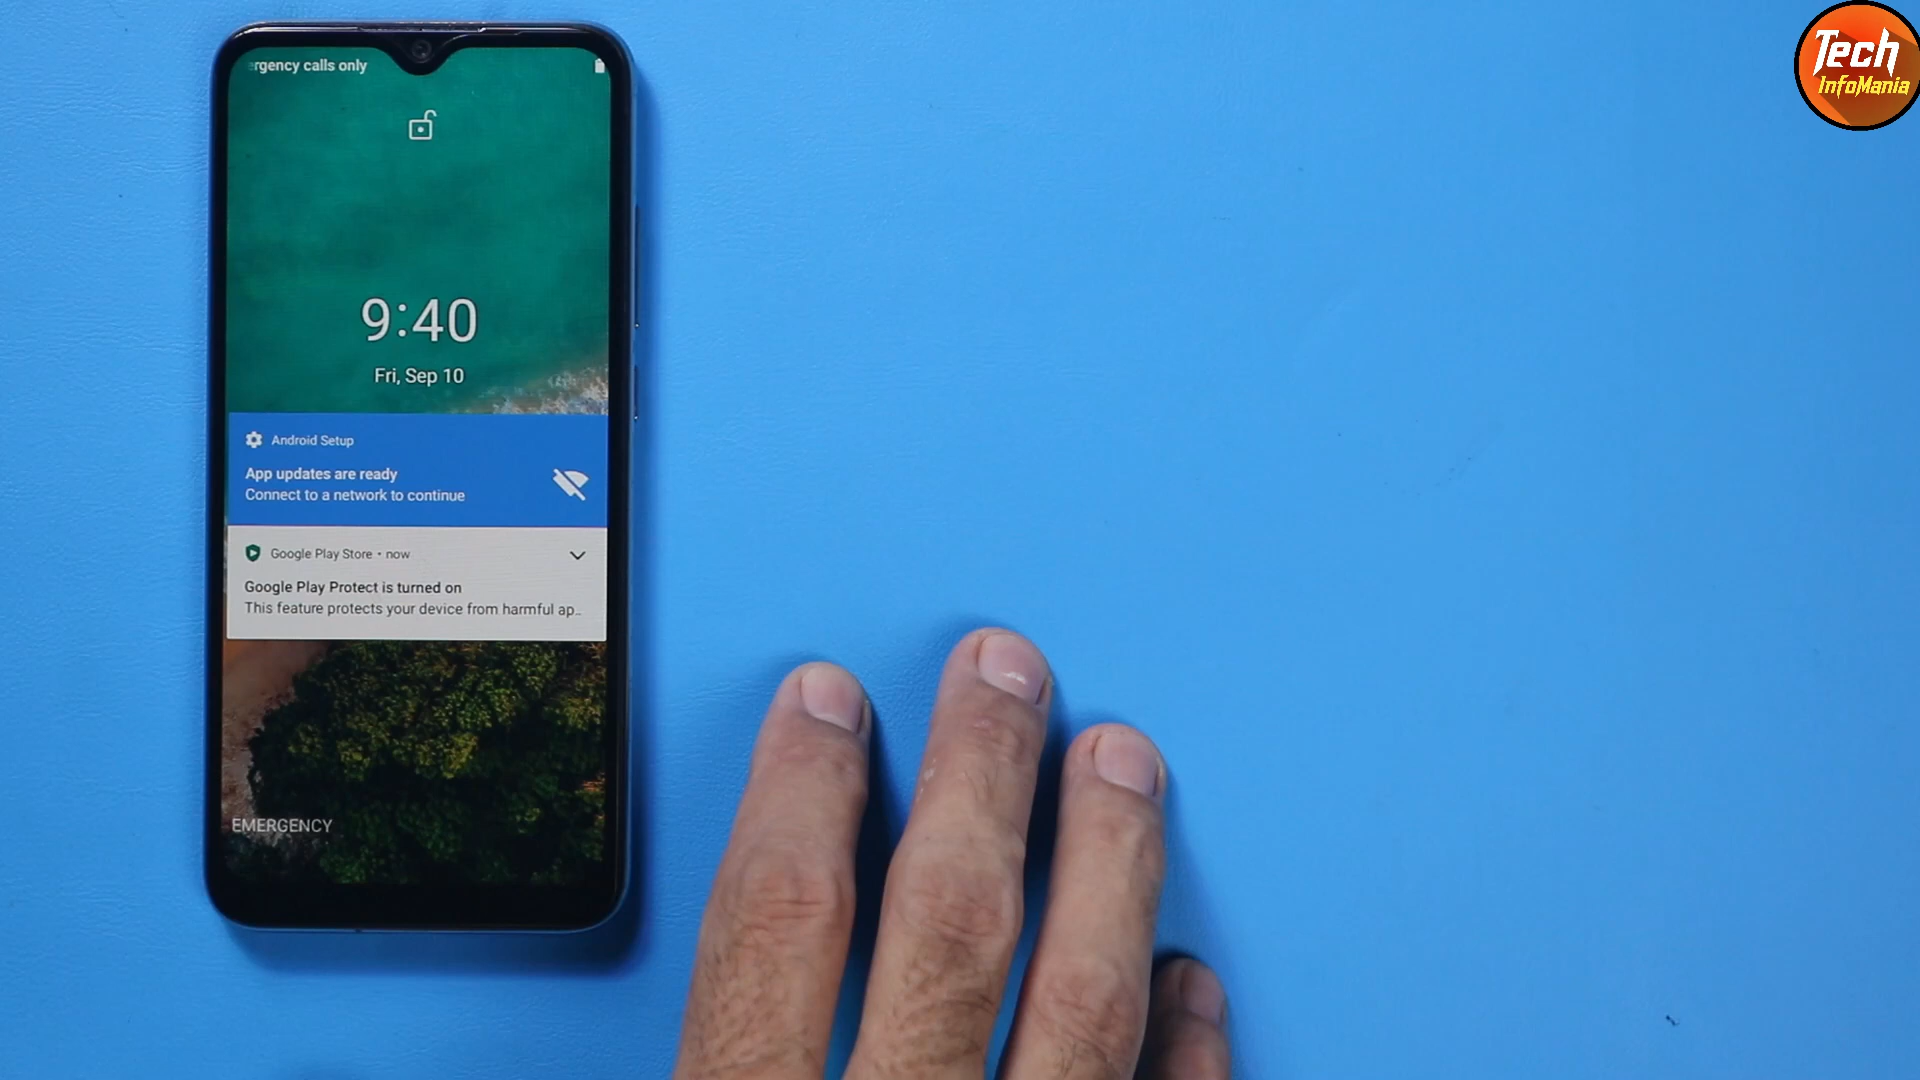 rgency calls only
9:40
Fri, Sep 10
Android Setup
App updates are ready
Connect to a network to continue
Google Play Store • now
Google Play Protect is turned on
This feature protects your device from harmful ap..
EMERGENCY
Tech
InfoMania